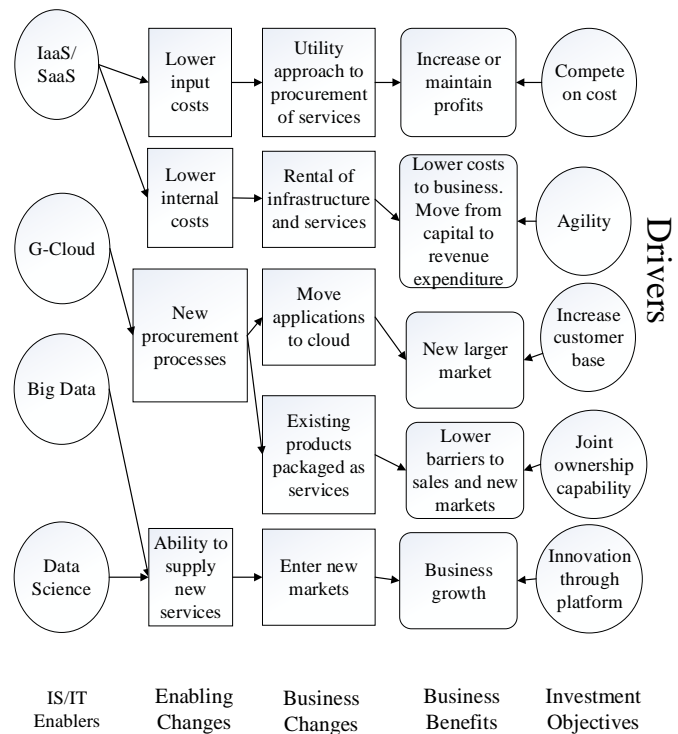 IaaS/
SaaS
Lower
input
costs
Utility
approach to
procurement
of services
Increase or
maintain
profits
Compete
on cost
Lower
internal
costs
Rental of
infrastructure
and services
Lower costs
to business.
Move from
capital to
revenue
expenditure
Agility
Drivers
G-Cloud
New
procurement
processes
Move
applications
to cloud
New larger
market
Increase
customer
base
Big Data
Existing
products
packaged as
services
Lower
barriers to
sales and new
markets
Joint
ownership
capability
Data
Science
Ability to
supply
new
services
Enter new
markets
Business
growth
Innovation
through
platform
IS/IT
Enablers
Enabling
Changes
Business
Changes
Business
Benefits
Investment
Objectives